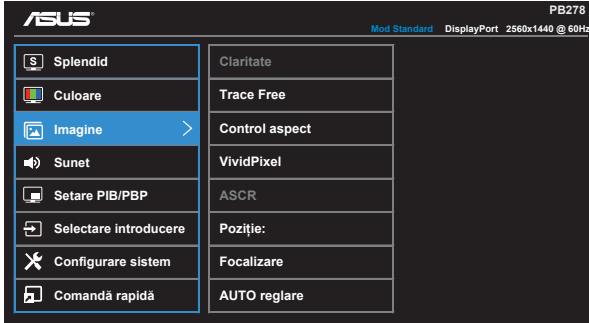 ASUS
PB278
Mod Standard DisplayPort 2560x1440 @ 60Hz
S Splendid
Culoare
Imagine
Sunet
Setare PIB/PBP
Selectare introducere
Configurare sistem
Comandă rapidă
Claritate
Trace Free
Control aspect
VividPixel
ASCR
Poziție:
Focalizare
AUTO reglare